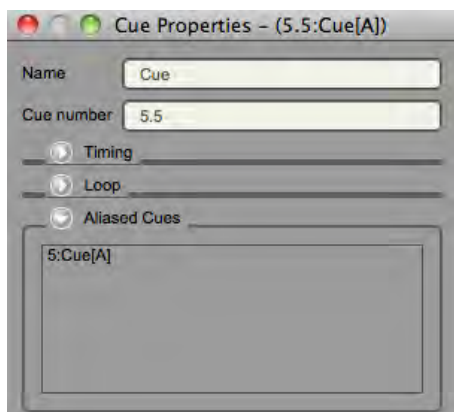 Cue Properties – (5.5:Cue[A])
Name Cue
Cue number 5.5
Timing
Loop
Aliased Cues
5:Cue[A]